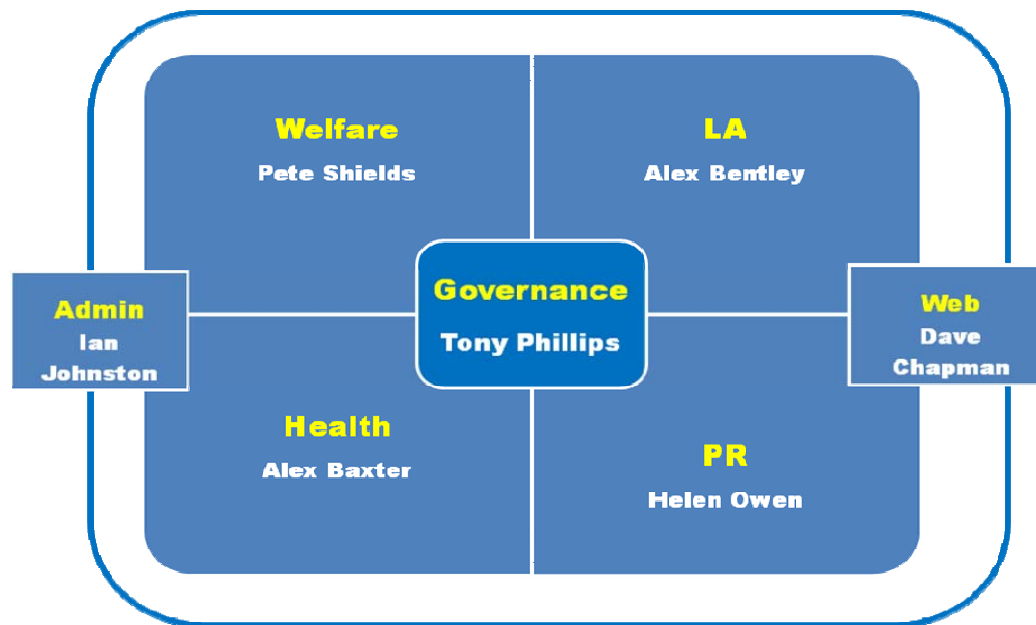 Welfare
Pete Shields
LA
Alex Bentley
Admin
Ian
Johnston
Governance
Tony Phillips
Web
Dave
Chapman
Health
Alex Baxter
PR
Helen Owen